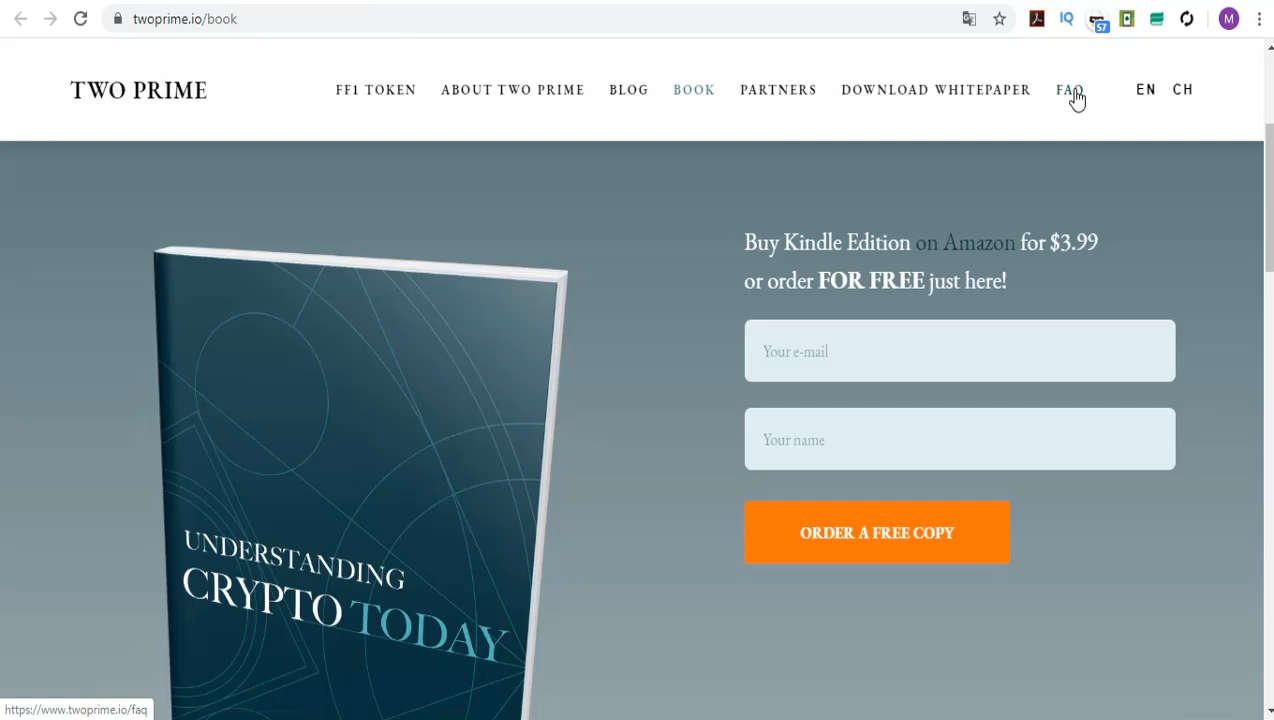 twoprime.io/book
57
M
TWO PRIME
FF1 TOKEN ABOUT TWO PRIME BLOG BOOK PARTNERS DOWNLOAD WHITEPAPER FAQ EN CH
Buy Kindle Edition on Amazon for $3.99
or order FOR FREE just here!
Your e-mail
Your name
ORDER A FREE COPY
UNDERSTANDING
CRYPTO TODAY
https://www.twoprime.io/faq